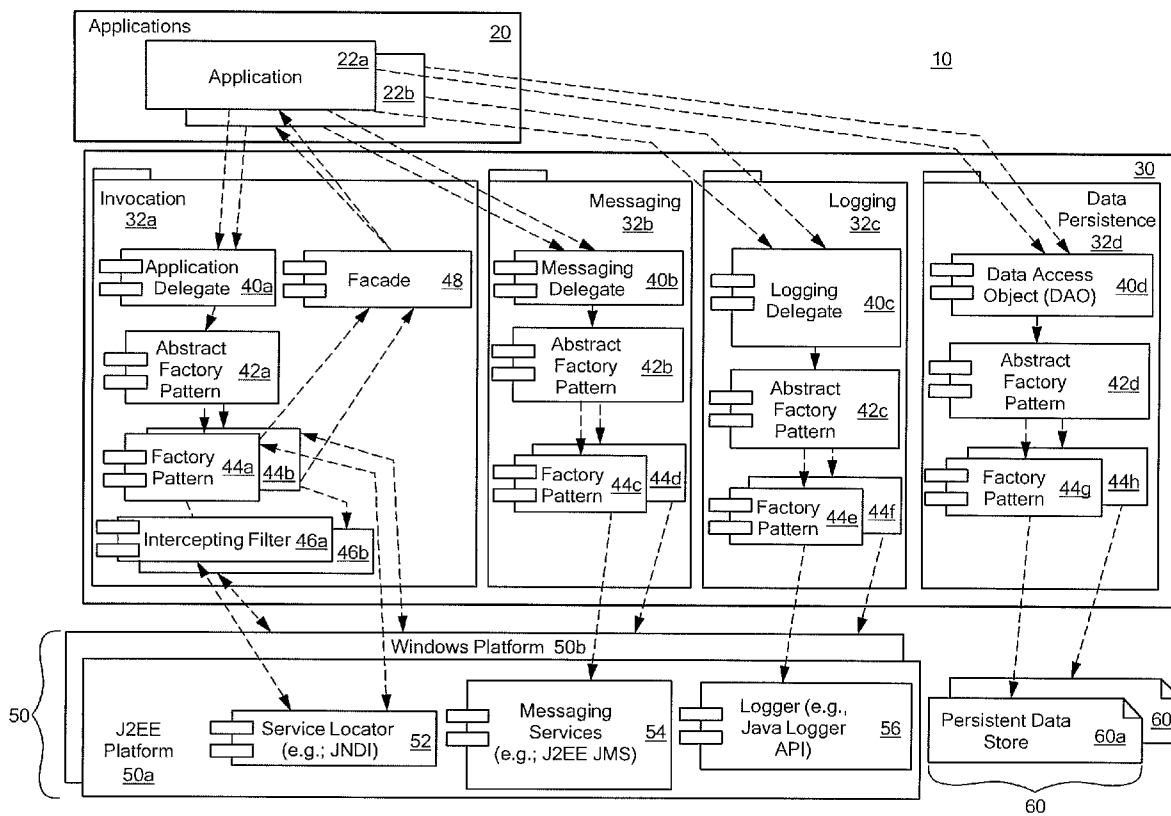 Applications
20
22a
Application
22b
10
30
Invocation
32a
Messaging
32b
Logging
32c
Data
Persistence
32d
Application
Delegate 40a
Facade 48
Messaging
Delegate 40b
Logging
Delegate 40c
Data Access
Object (DAO) 40d
Abstract
Factory
Pattern
42a
Abstract
Factory
Pattern
42b
Abstract
Factory
Pattern
42c
Abstract
Factory
Pattern
42d
Factory
Pattern 44a
44b
Factory
Pattern 44c
44d
Factory
Pattern 44e
44f
Factory
Pattern 44g
44h
Intercepting Filter 46a
46b
Windows Platform 50b
50
J2EE
Platform
50a
Service Locator
(e.g.; JNDI)
52
Messaging
Services
(e.g.; J2EE JMS)
54
Logger (e.g.,
Java Logger
API)
56
Persistent Data
Store
60a
60
60